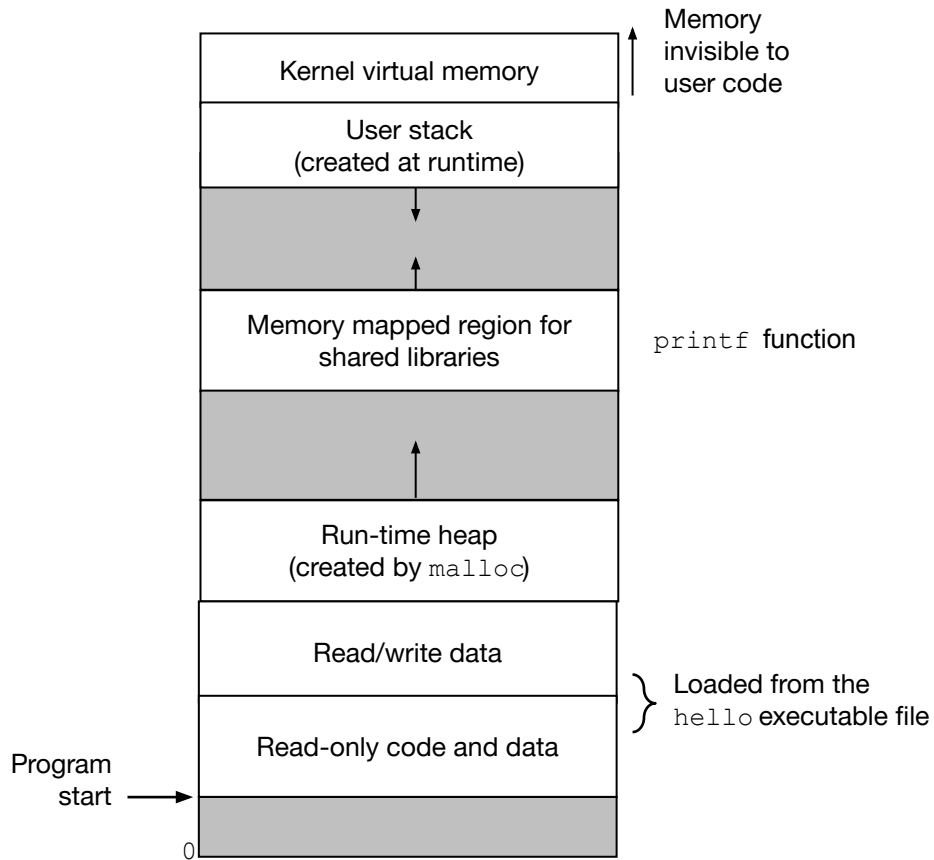 Memory
invisible to
user code
Kernel virtual memory
User stack
(created at runtime)
Memory mapped region for
shared libraries
printf function
Run-time heap
(created by malloc)
Read/write data
Loaded from the
hello executable file
Read-only code and data
Program
start
0